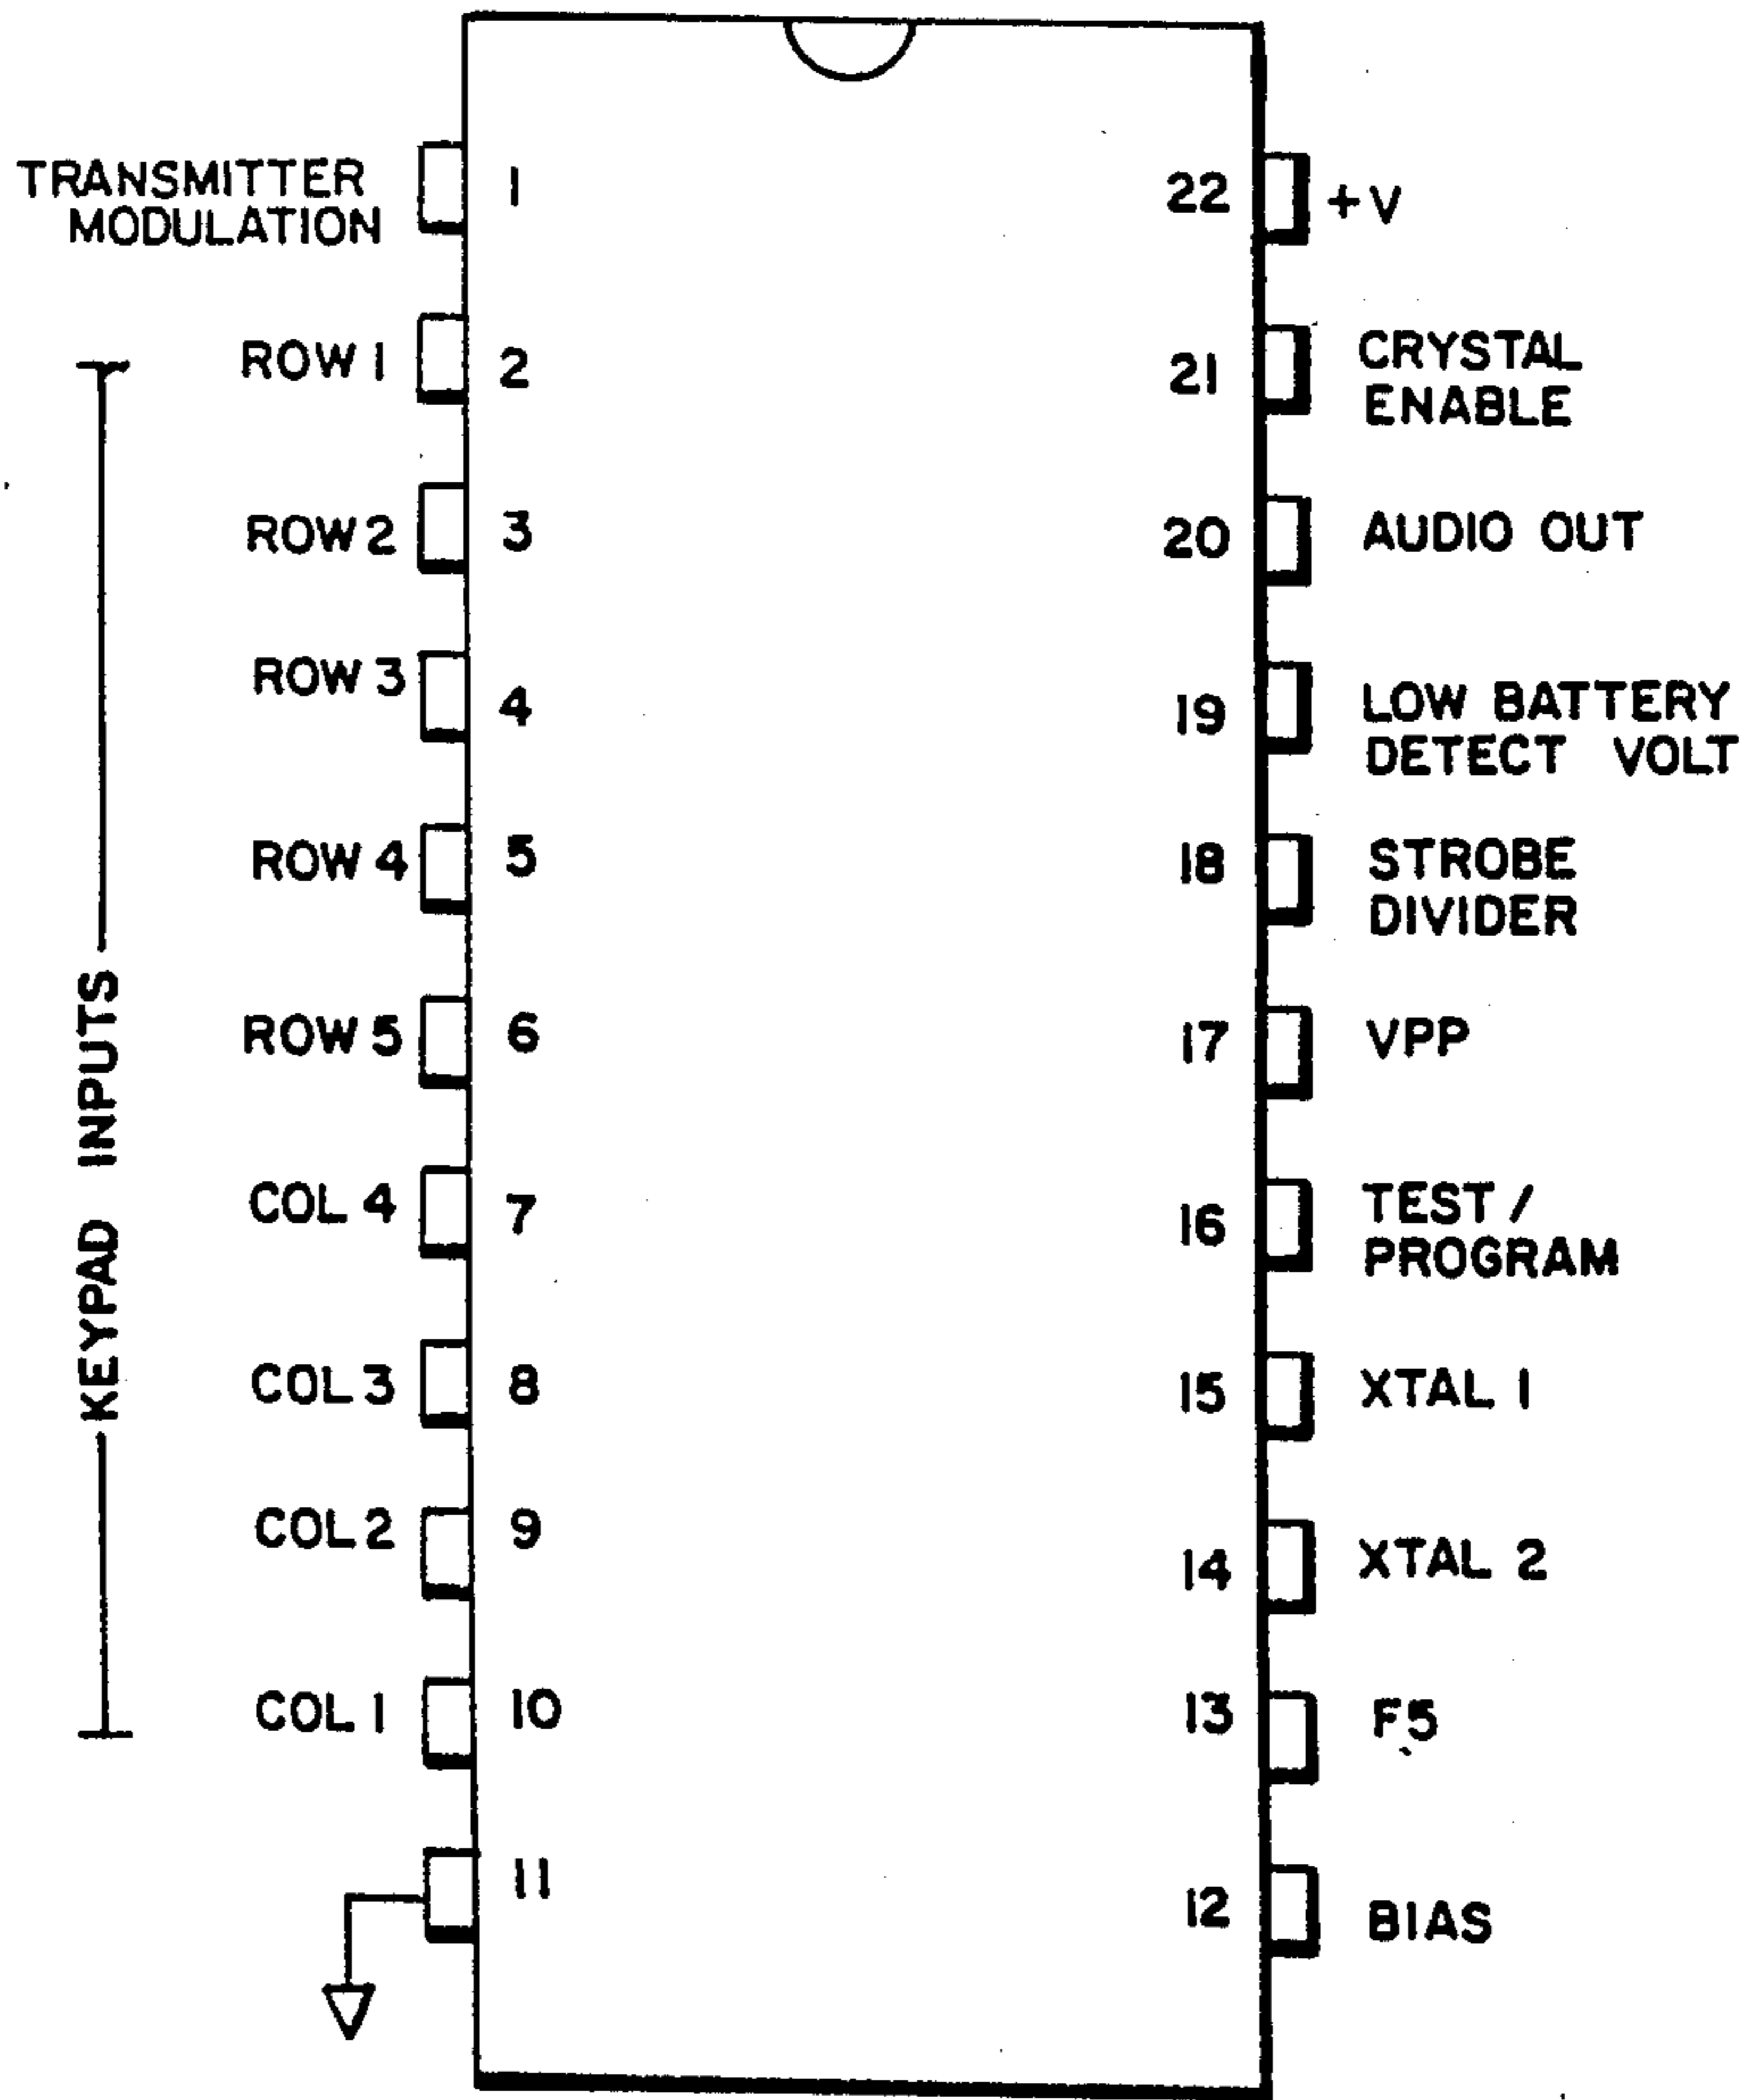 TRANSMITTER
MODULATION
1
ROW 1
2
ROW 2
3
ROW 3
4
ROW 4
5
ROW 5
6
COL 4
7
COL 3
8
COL 2
9
COL 1
10
11
KEYPAD INPUTS
22
+V
21
CRYSTAL
ENABLE
20
AUDIO OUT
19
LOW BATTERY
DETECT VOLT
18
STROBE
DIVIDER
17
VPP
16
TEST /
PROGRAM
15
XTAL 1
14
XTAL 2
13
F5
12
BIAS